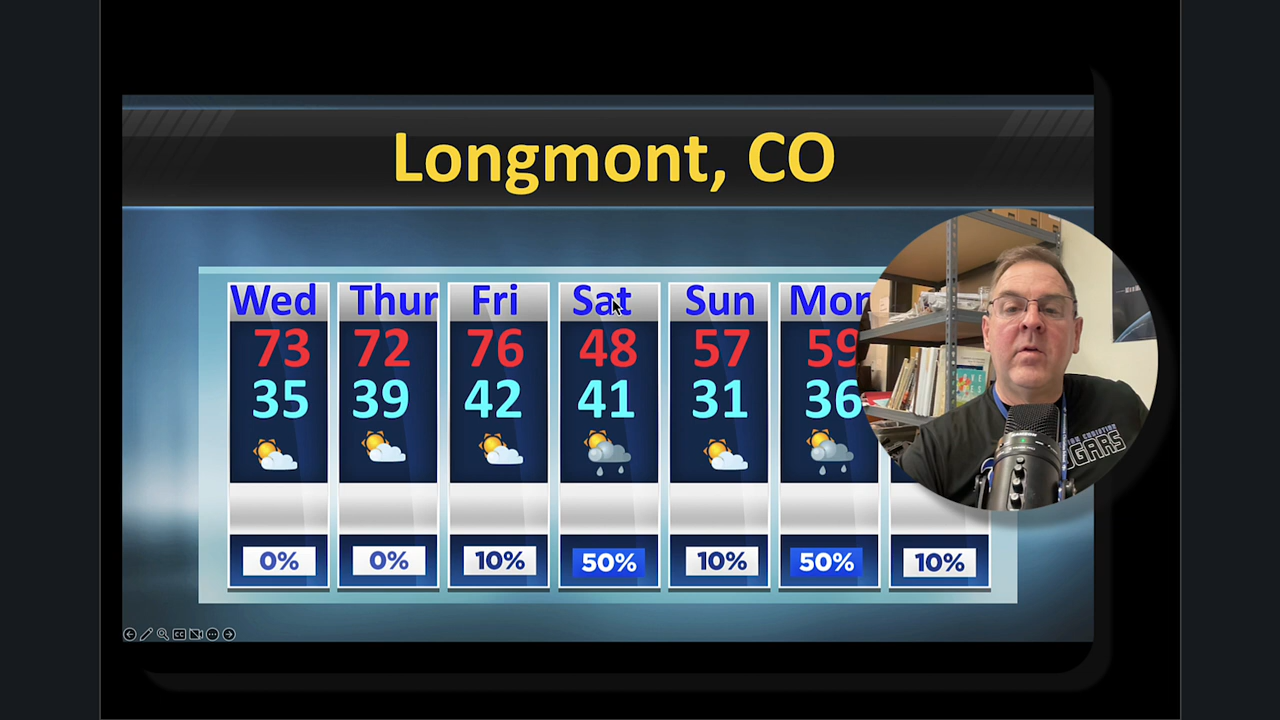 Longmont, CO
Wed Thur Fri Sat Sun Mon
73 72 76 48 57 59
35 39 42 41 31 36
0% 0% 10% 50% 10% 50% 10%
CC